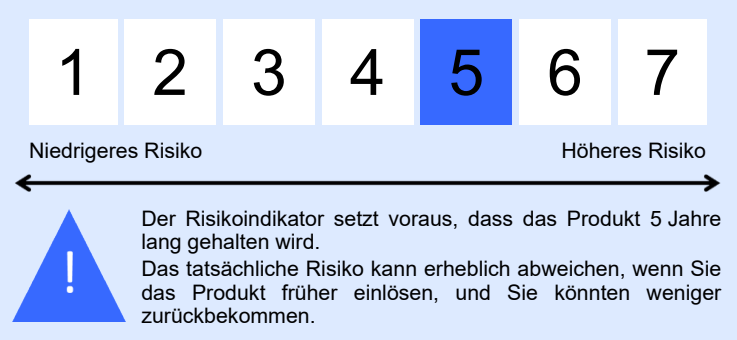 1 2 3 4 5 6 7
Niedrigeres Risiko Höheres Risiko
!
Der Risikoindikator setzt voraus, dass das Produkt 5 Jahre
lang gehalten wird.
Das tatsächliche Risiko kann erheblich abweichen, wenn Sie
das Produkt früher einlösen, und Sie könnten weniger
zurückbekommen.